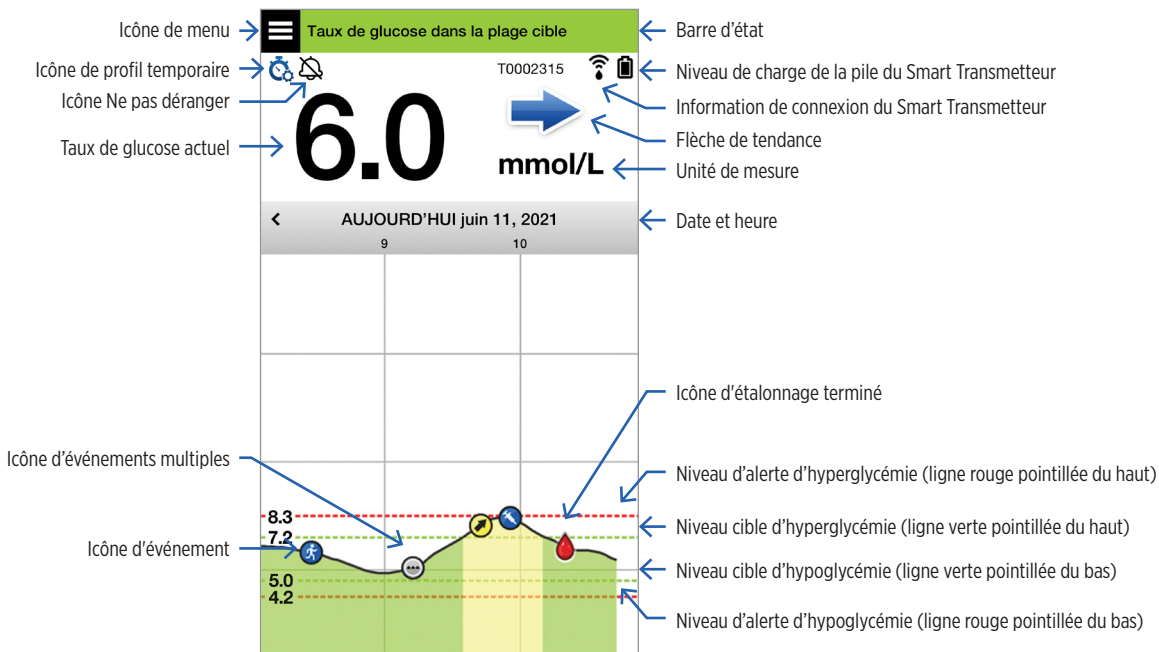 Icône de menu
Taux de glucose dans la plage cible
Barre d'état
Icône de profil temporaire
T0002315
Niveau de charge de la pile du Smart Transmetteur
Icône Ne pas déranger
Information de connexion du Smart Transmetteur
Taux de glucose actuel
6.0
Flèche de tendance
mmol/L
Unité de mesure
AUJOURD'HUI juin 11, 2021
Date et heure
9 10
Icône d'étalonnage terminé
Icône d'événements multiples
Niveau d'alerte d'hyperglycémie (ligne rouge pointillée du haut)
8.3
Niveau cible d'hyperglycémie (ligne verte pointillée du haut)
7.2
Icône d'événement
Niveau cible d'hypoglycémie (ligne verte pointillée du bas)
5.0
4.2
Niveau d'alerte d'hypoglycémie (ligne rouge pointillée du bas)